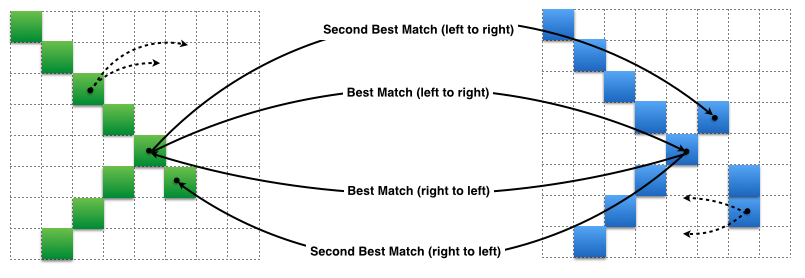 Second Best Match (left to right)
Best Match (left to right)
Best Match (right to left)
Second Best Match (right to left)